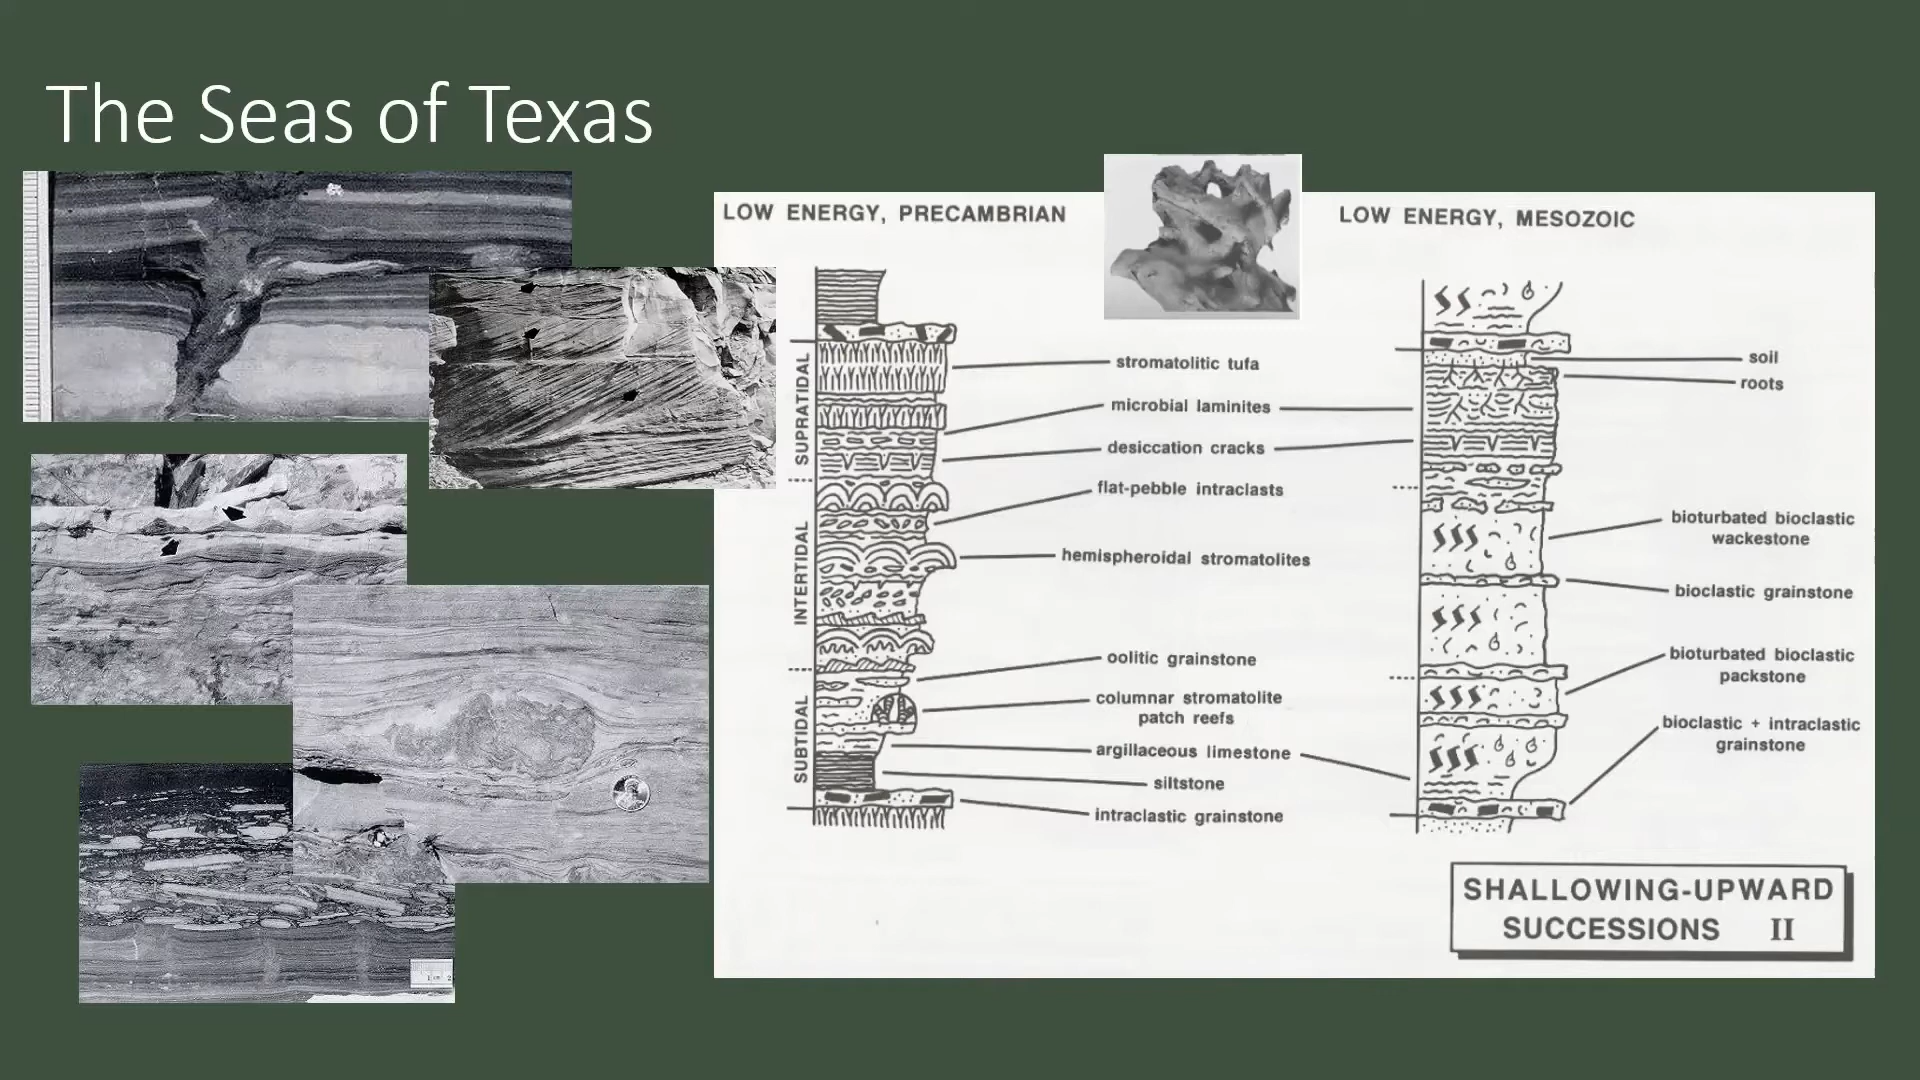 The Seas of Texas
LOW ENERGY, PRECAMBRIAN
LOW ENERGY, MESOZOIC
SUPRATIDAL
INTERTIDAL
SUBTIDAL
stromatolitic tufa
microbial laminites
desiccation cracks
flat-pebble intraclasts
hemispheroidal stromatolites
oolitic grainstone
columnar stromatolite
patch reefs
argillaceous limestone
siltstone
intraclastic grainstone
soil
roots
bioturbated bioclastic
wackestone
bioclastic grainstone
bioturbated bioclastic
packstone
bioclastic + intraclastic
grainstone
SHALLOWING-UPWARD
SUCCESSIONS II